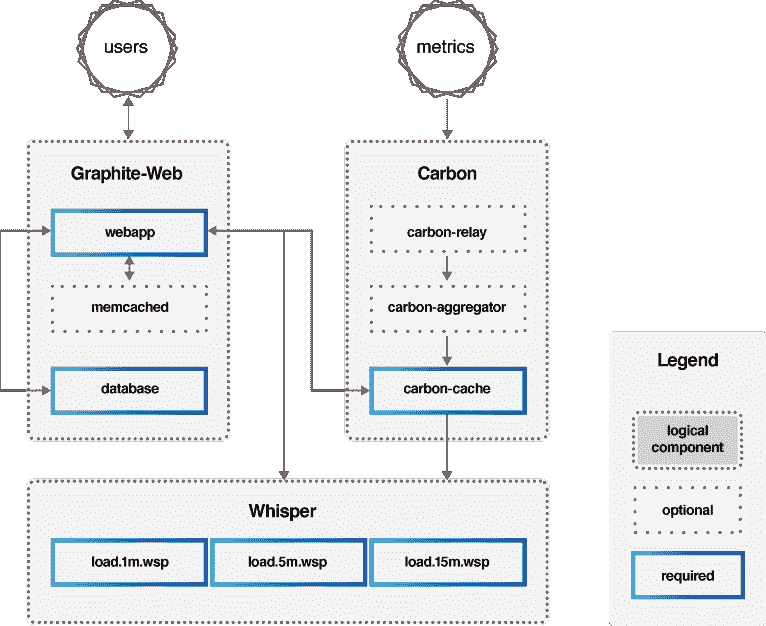 users
metrics
Graphite-Web
Carbon
webapp
carbon-relay
memcached
carbon-aggregator
database
carbon-cache
Whisper
load.1m.wsp
load.5m.wsp
load.15m.wsp
Legend
logical
component
optional
required